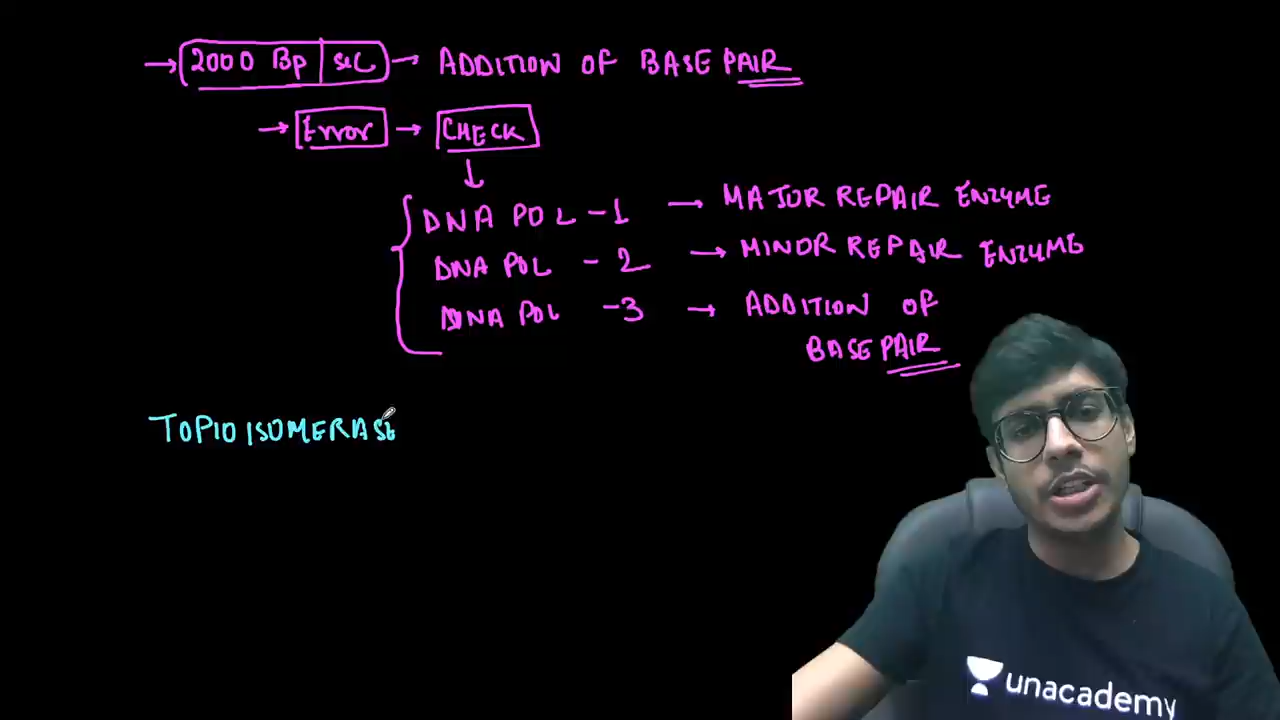 → 2000 Bp | sec → ADDITION OF BASE PAIR
→ Error → CHECK
↓
DNA POL - 1 → MAJOR REPAIR ENZYME
DNA POL - 2 → MINOR REPAIR ENZYME
DNA POL - 3 → ADDITION OF
BASE PAIR
TOPIOISOMERASE
unacademy